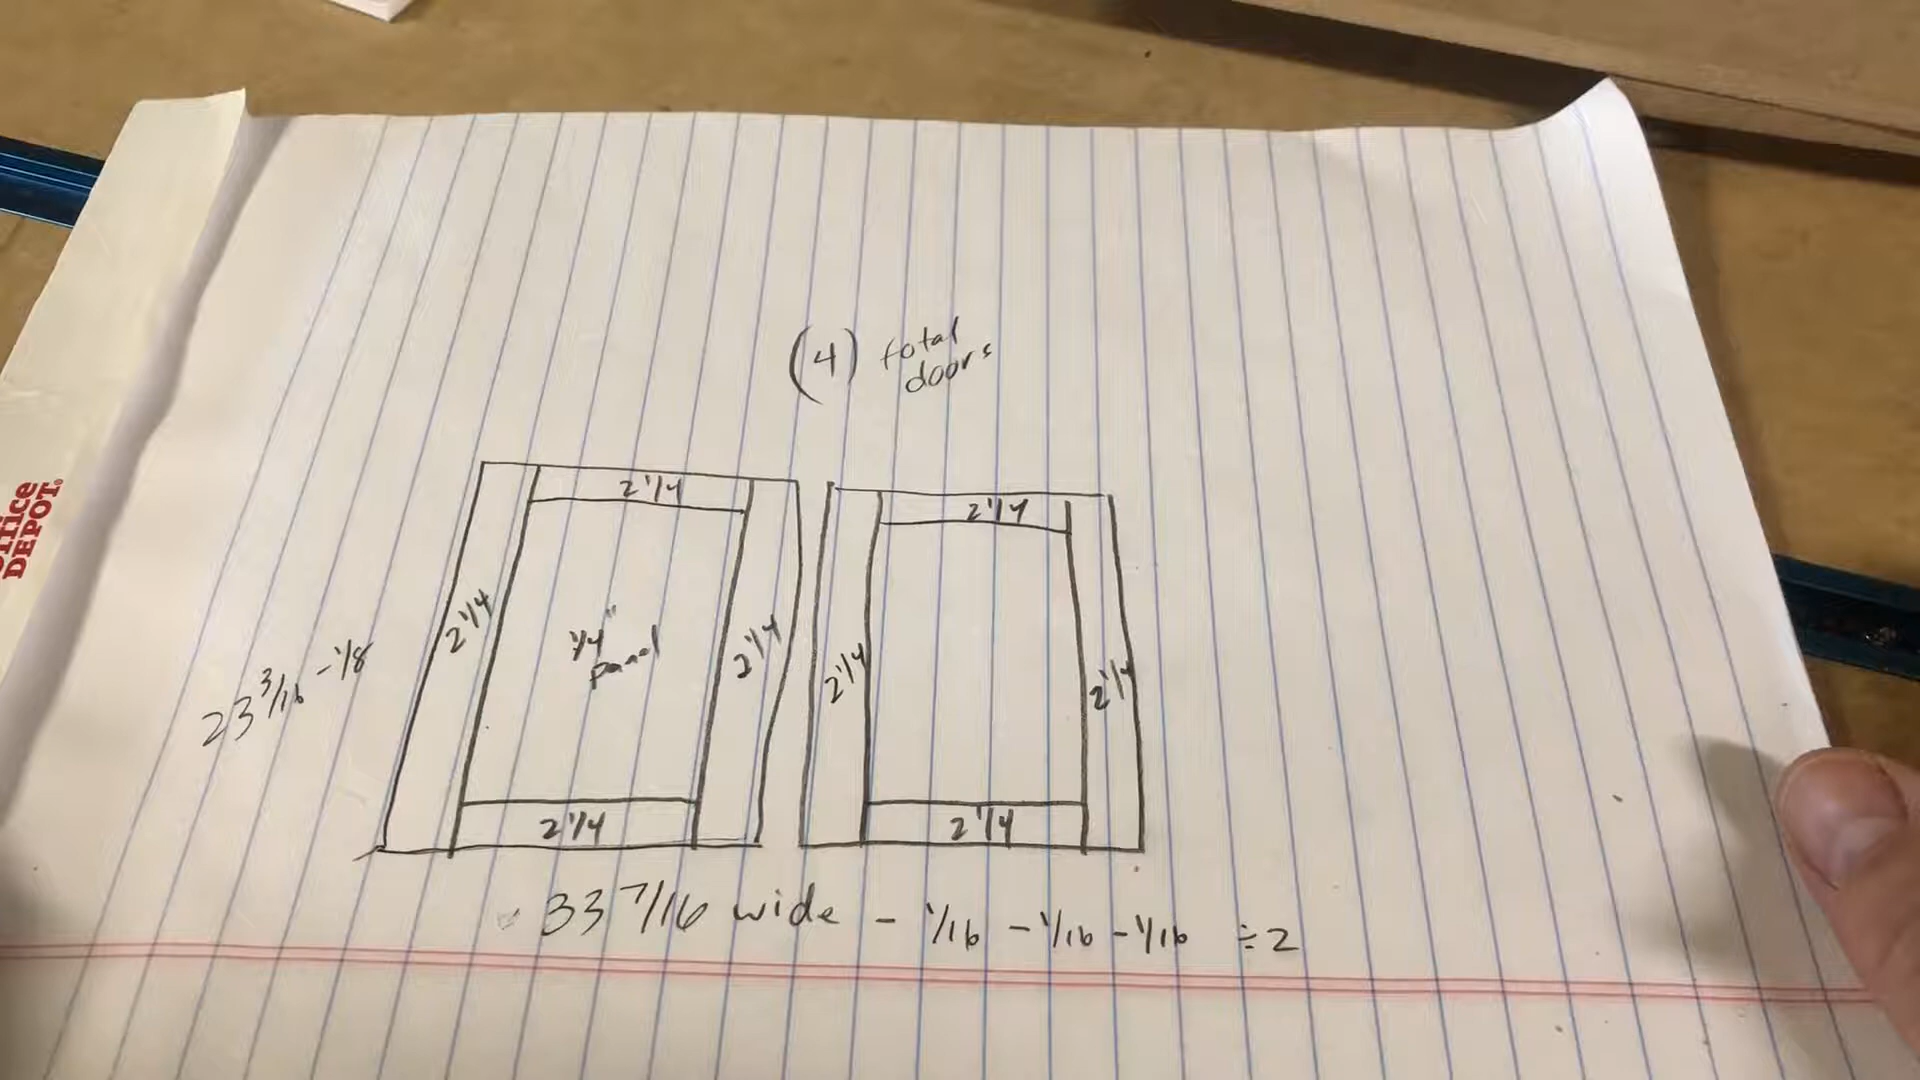 (4) total
doors
2 1/4
2 1/4
2 1/4
1/4"
panel
2 1/4
2 1/4
2 1/4
23 3/16 - 1/8
2 1/4
2 1/4
33 7/16 wide - 1/16 - 1/16 - 1/16 ÷ 2
Office
DEPOT